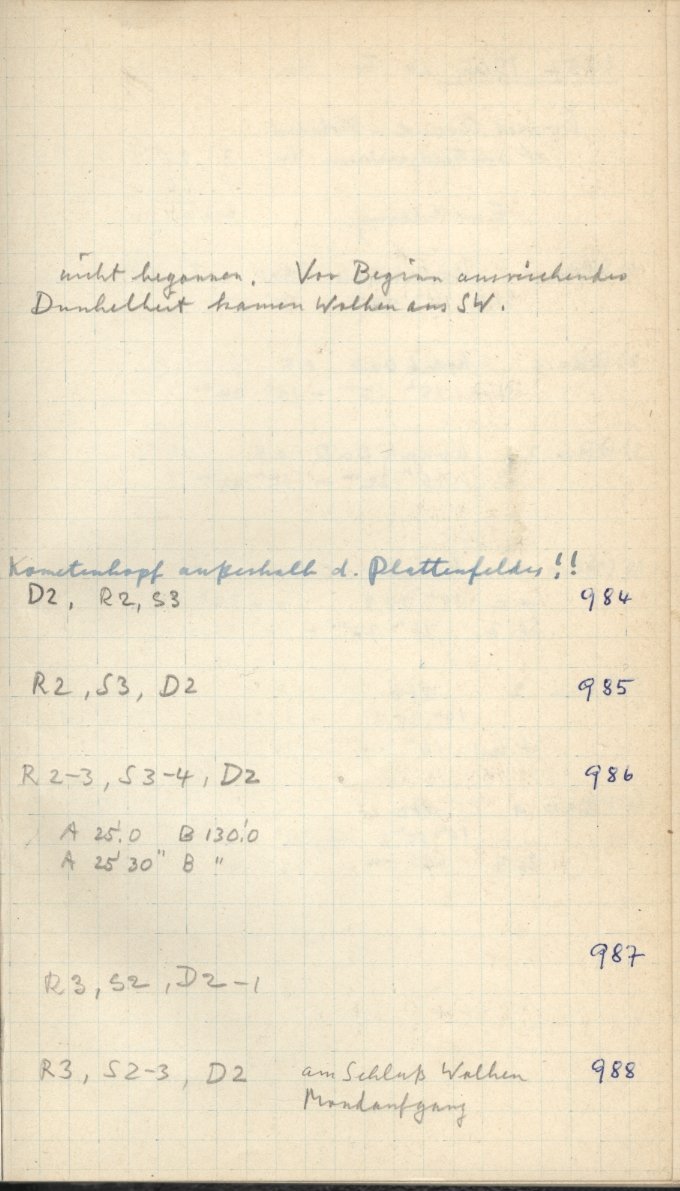 nicht begonnen. Vor Beginn ausreichender
Dunkelheit kamen Wolken aus SW.
Kometenkopf außerhalb d. Plattenfeldes!!
D2, R2, S3 984
R2, S3, D2 985
R2-3, S3-4, D2 986
A 25'.0 B 130'.0
A 25' 30" B "
987
R3, S2, D2-1
R3, S2-3, D2 am Schluß Wolken 988
Mondaufgang